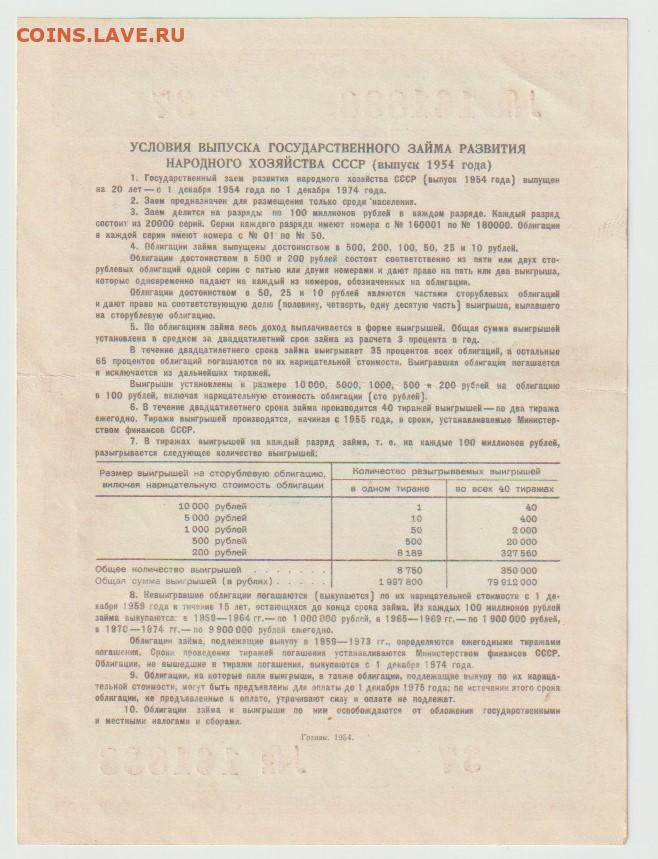 COINS.LAVE.RU
УСЛОВИЯ ВЫПУСКА ГОСУДАРСТВЕННОГО ЗАЙМА РАЗВИТИЯ
НАРОДНОГО ХОЗЯЙСТВА СССР (выпуск 1954 года)
1. Государственный заем развития народного хозяйства СССР (выпуск 1954 года) выпущен
на 20 лет — с 1 декабря 1954 года по 1 декабря 1974 года.
2. Заем предназначен для размещения только среди населения.
3. Заем делится на разряды по 100 миллионов рублей в каждом разряде. Каждый разряд
состоит из 20000 серий. Серии каждого разряда имеют номера с № 160001 по № 180000. Облигации
в каждой серии имеют номера с № 01 по № 50.
4. Облигации займа выпущены достоинством в 500, 200, 100, 50, 25 и 10 рублей.
Облигации достоинством в 500 и 200 рублей состоят соответственно из пяти или двух сто-
рублевых облигаций одной серии с пятью или двумя номерами и дают право на пять или два выигрыша,
которые одновременно падают на каждый из номеров, обозначенных на облигации.
Облигации достоинством в 50, 25 и 10 рублей являются частями сторублевых облигаций
и дают право на соответствующую долю (половину, четверть, одну десятую часть) выигрыша, выпавшего
на сторублевую облигацию.
5. По облигациям займа весь доход выплачивается в форме выигрышей. Общая сумма выигрышей
установлена в среднем за двадцатилетний срок займа из расчета 3 процента в год.
В течение двадцатилетнего срока займа выигрывает 35 процентов всех облигаций, а остальные
65 процентов облигаций погашаются по их нарицательной стоимости. Выигравшая облигация погашается
и исключается из дальнейших тиражей.
Выигрыши установлены в размере 10 000, 5000, 1000, 500 и 200 рублей на облигацию
в 100 рублей, включая нарицательную стоимость облигации (сто рублей).
6. В течение двадцатилетнего срока займа производится 40 тиражей выигрышей — по два тиража
ежегодно. Тиражи выигрышей производятся, начиная с 1955 года, в сроки, устанавливаемые Министер-
ством финансов СССР.
7. В тиражах выигрышей на каждый разряд займа, т. е. на каждые 100 миллионов рублей,
разыгрывается следующее количество выигрышей:
Размер выигрышей на сторублевую облигацию, Количество разыгрываемых выигрышей
включая нарицательную стоимость облигации в одном тираже во всех 40 тиражах
10 000 рублей 1 40
5 000 рублей 10 400
1 000 рублей 50 2 000
500 рублей 500 20 000
200 рублей 8 189 327 560
Общее количество выигрышей . . . . . . . 8 750 350 000
Общая сумма выигрышей (в рублях) . . . . . 1 997 800 79 912 000
8. Невыигравшие облигации погашаются (выкупаются) по их нарицательной стоимости с 1 де-
кабря 1959 года в течение 15 лет, остающихся до конца срока займа. Из каждых 100 миллионов рублей
займа выкупаются: в 1959—1964 гг.— по 1 000 000 рублей, в 1965—1969 гг.— по 1 900 000 рублей,
в 1970—1974 гг.— по 9 900 000 рублей ежегодно.
Облигации займа, подлежащие выкупу в 1959—1973 гг., определяются ежегодными тиражами
погашения. Сроки проведения тиражей погашения устанавливаются Министерством финансов СССР.
Облигации, не вышедшие в тиражи погашения, выкупаются с 1 декабря 1974 года.
9. Облигации, на которые пали выигрыши, а также облигации, подлежащие выкупу по их нарица-
тельной стоимости, могут быть предъявлены для оплаты до 1 декабря 1975 года; по истечении этого срока
облигации, не предъявленные к оплате, утрачивают силу и оплате не подлежат.
10. Облигации займа и выигрыши по ним освобождаются от обложения государственными
и местными налогами и сборами.
Гознак. 1954.